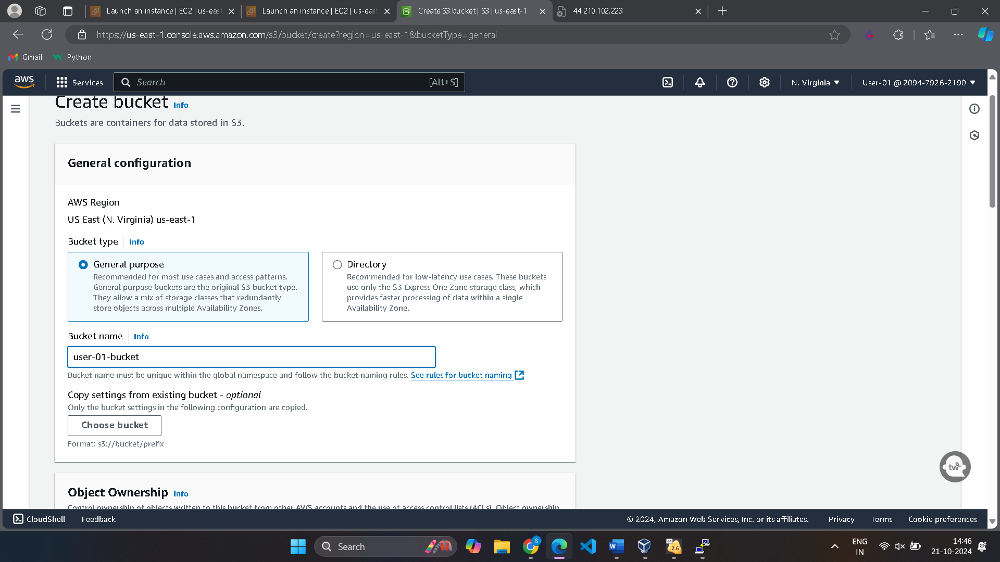 Launch an instance | EC2 | us-east
Launch an instance | EC2 | us-east
Create S3 bucket | S3 | us-east-1
44.210.102.223
https://us-east-1.console.aws.amazon.com/s3/bucket/create?region=us-east-1&bucketType=general
Gmail
Python
aws
Services
Search
[Alt+S]
N. Virginia
User-01 @ 2094-7926-2190
Create bucket Info
Buckets are containers for data stored in S3.
General configuration
AWS Region
US East (N. Virginia) us-east-1
Bucket type Info
General purpose
Recommended for most use cases and access patterns.
General purpose buckets are the original S3 bucket type.
They allow a mix of storage classes that redundantly
store objects across multiple Availability Zones.
Directory
Recommended for low-latency use cases. These buckets
use only the S3 Express One Zone storage class, which
provides faster processing of data within a single
Availability Zone.
Bucket name Info
user-01-bucket
Bucket name must be unique within the global namespace and follow the bucket naming rules. See rules for bucket naming
Copy settings from existing bucket - optional
Only the bucket settings in the following configuration are copied.
Choose bucket
Format: s3://bucket/prefix
Object Ownership Info
Control ownership of objects written to this bucket from other AWS accounts and the use of access control lists (ACLs). Object ownership
CloudShell
Feedback
© 2024, Amazon Web Services, Inc. or its affiliates.
Privacy
Terms
Cookie preferences
Search
S
W
64
2.6
ENG
IN
14:46
21-10-2024